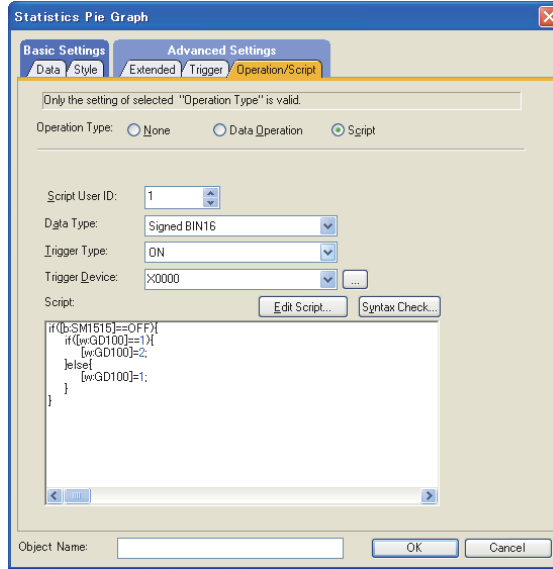 Statistics Pie Graph
Basic Settings
Advanced Settings
Data
Style
Extended
Trigger
Operation/Script
Only the setting of selected "Operation Type" is valid.
Operation Type:
None
Data Operation
Script
Script User ID:
1
Data Type:
Signed BIN16
Trigger Type:
ON
Trigger Device:
X0000
...
Script:
Edit Script...
Syntax Check...
if([b:SM1515]==OFF){
if([w:GD100]==1){
[w:GD100]=2;
}else{
[w:GD100]=1;
}
}
Object Name:
OK
Cancel